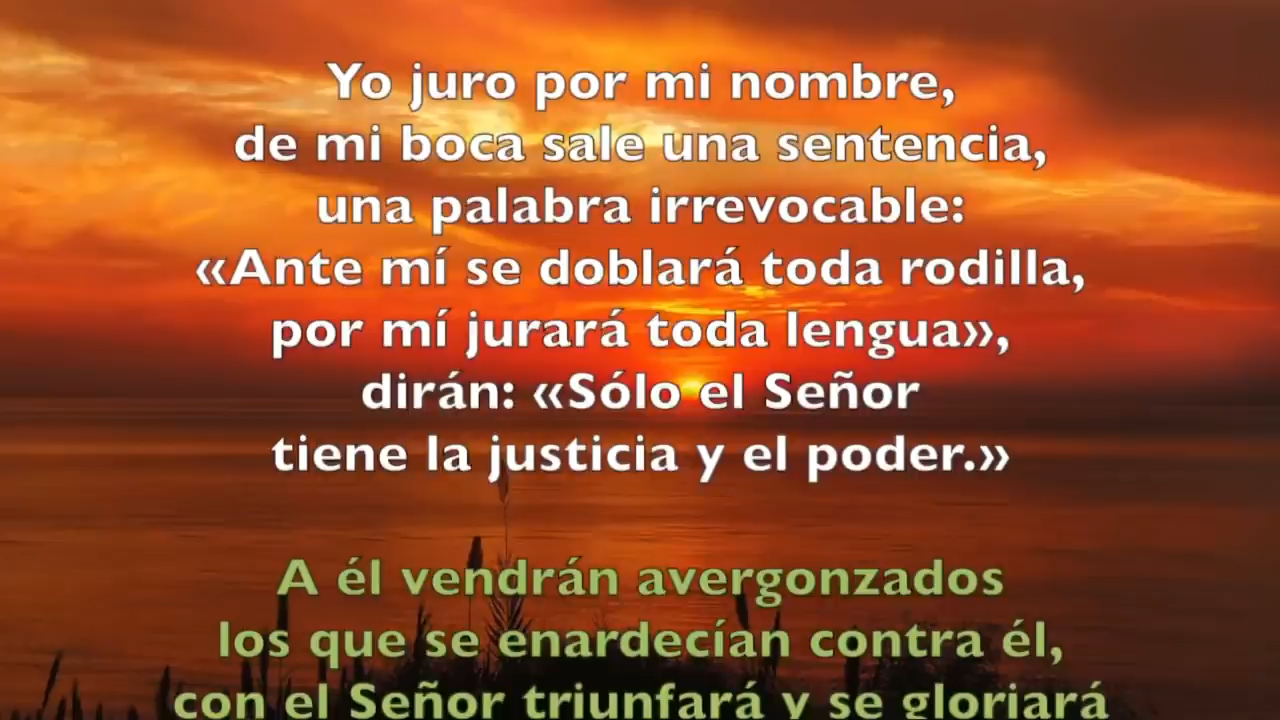 Yo juro por mi nombre,
de mi boca sale una sentencia,
una palabra irrevocable:
«Ante mí se doblará toda rodilla,
por mí jurará toda lengua»,
dirán: «Sólo el Señor
tiene la justicia y el poder.»
A él vendrán avergonzados
los que se enardecían contra él,
con el Señor triunfará y se gloriará